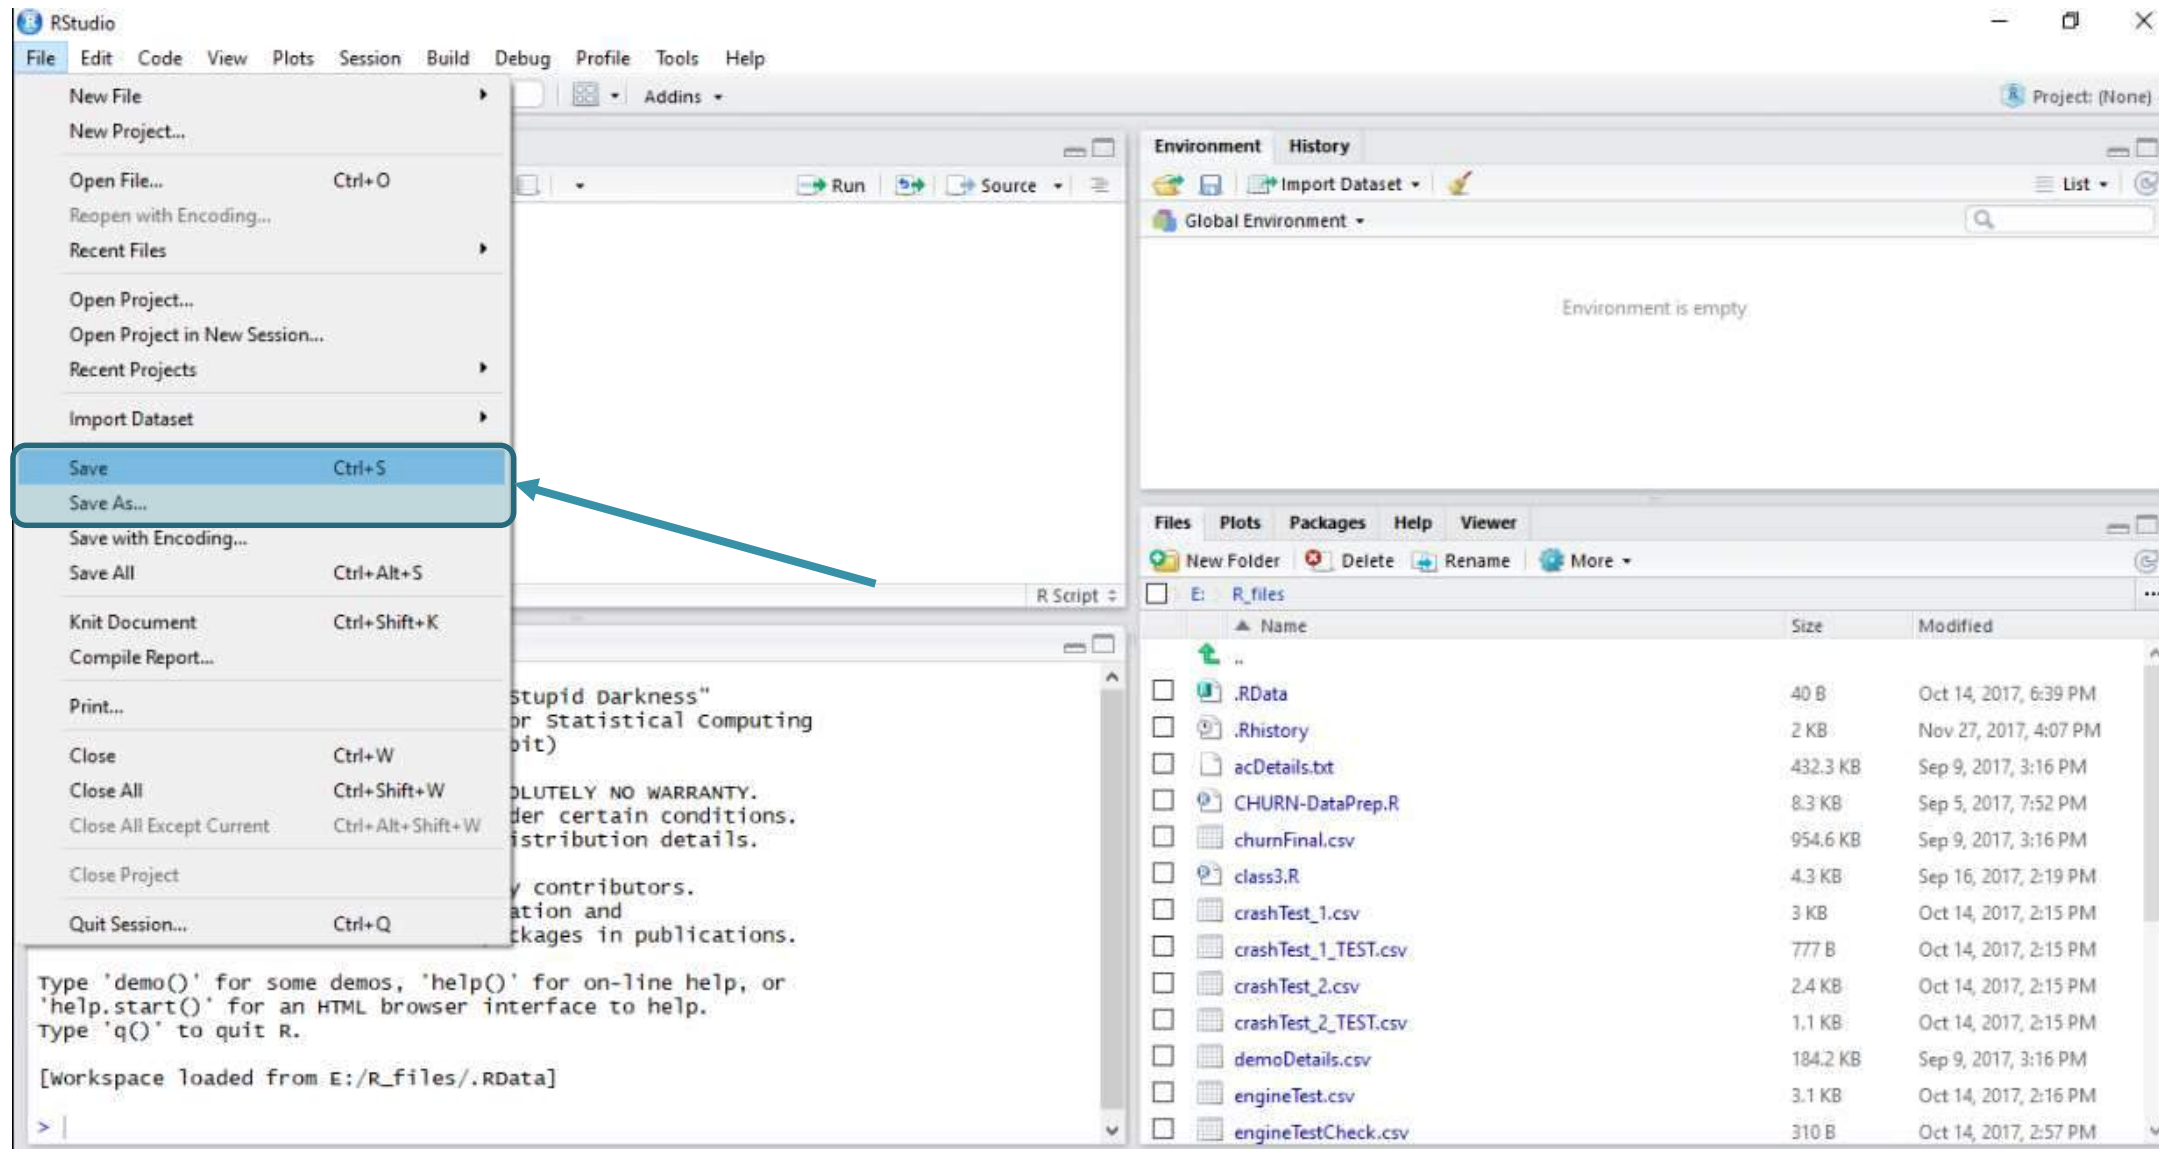 RStudio
File Edit Code View Plots Session Build Debug Profile Tools Help
Addins
Project: (None)
New File
New Project...
Open File... Ctrl+O
Reopen with Encoding...
Recent Files
Open Project...
Open Project in New Session...
Recent Projects
Import Dataset
Save Ctrl+S
Save As...
Save with Encoding...
Save All Ctrl+Alt+S
Knit Document Ctrl+Shift+K
Compile Report...
Print...
Close Ctrl+W
Close All Ctrl+Shift+W
Close All Except Current Ctrl+Alt+Shift+W
Close Project
Quit Session... Ctrl+Q
Run Source
R Script
Stupid Darkness"
or Statistical Computing
bit)
OLUTELY NO WARRANTY.
der certain conditions.
istribution details.
y contributors.
ation and
ckages in publications.
Type 'demo()' for some demos, 'help()' for on-line help, or
'help.start()' for an HTML browser interface to help.
Type 'q()' to quit R.
[Workspace loaded from E:/R_files/.RData]
>
Environment History
Import Dataset List
Global Environment
Environment is empty
Files Plots Packages Help Viewer
New Folder Delete Rename More
E: R_files ...
Name Size Modified
..
.RData 40 B Oct 14, 2017, 6:39 PM
.Rhistory 2 KB Nov 27, 2017, 4:07 PM
acDetails.txt 432.3 KB Sep 9, 2017, 3:16 PM
CHURN-DataPrep.R 8.3 KB Sep 5, 2017, 7:52 PM
churnFinal.csv 954.6 KB Sep 9, 2017, 3:16 PM
class3.R 4.3 KB Sep 16, 2017, 2:19 PM
crashTest_1.csv 3 KB Oct 14, 2017, 2:15 PM
crashTest_1_TEST.csv 777 B Oct 14, 2017, 2:15 PM
crashTest_2.csv 2.4 KB Oct 14, 2017, 2:15 PM
crashTest_2_TEST.csv 1.1 KB Oct 14, 2017, 2:15 PM
demoDetails.csv 184.2 KB Sep 9, 2017, 3:16 PM
engineTest.csv 3.1 KB Oct 14, 2017, 2:16 PM
engineTestCheck.csv 310 B Oct 14, 2017, 2:57 PM